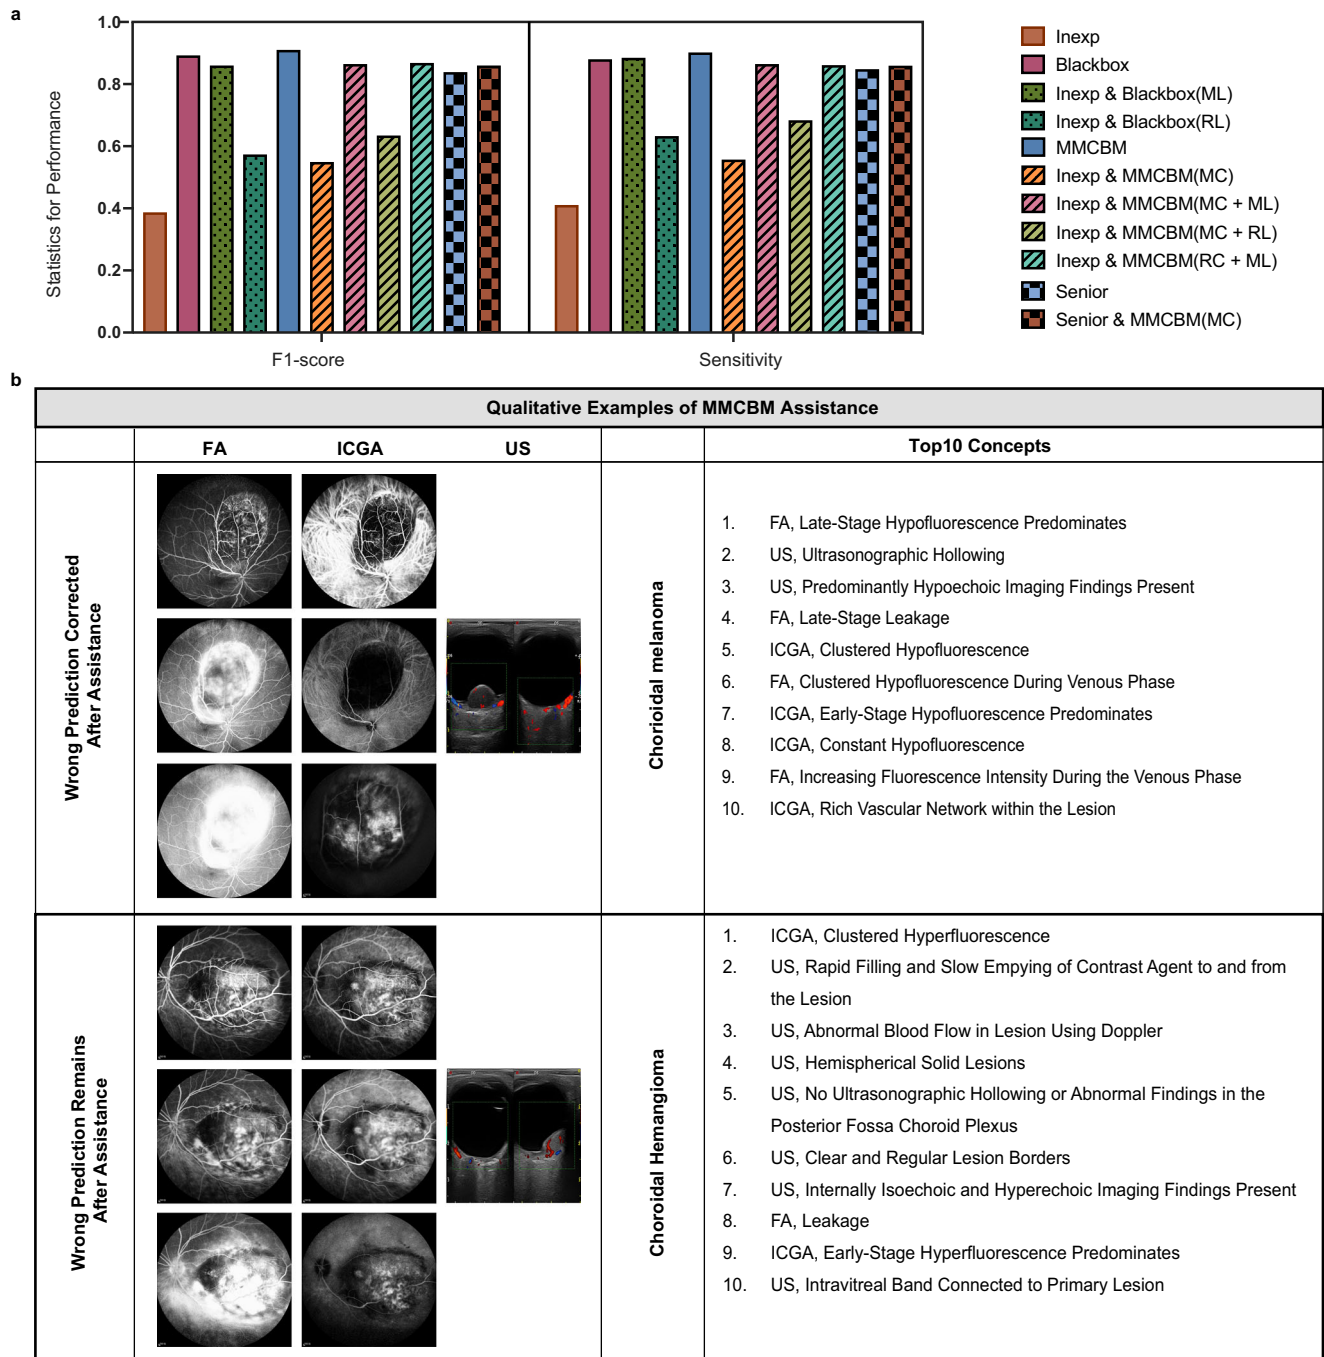 a
1.0
0.8
0.6
0.4
0.2
0.0
Statistics for Performance
F1-score
Sensitivity
Inexp
Blackbox
Inexp & Blackbox(ML)
Inexp & Blackbox(RL)
MMCBM
Inexp & MMCBM(MC)
Inexp & MMCBM(MC + ML)
Inexp & MMCBM(MC + RL)
Inexp & MMCBM(RC + ML)
Senior
Senior & MMCBM(MC)
b
Qualitative Examples of MMCBM Assistance
FA
ICGA
US
Top10 Concepts
Wrong Prediction Corrected
After Assistance
Chorioidal melanoma
1. FA, Late-Stage Hypofluorescence Predominates
2. US, Ultrasonographic Hollowing
3. US, Predominantly Hypoechoic Imaging Findings Present
4. FA, Late-Stage Leakage
5. ICGA, Clustered Hypofluorescence
6. FA, Clustered Hypofluorescence During Venous Phase
7. ICGA, Early-Stage Hypofluorescence Predominates
8. ICGA, Constant Hypofluorescence
9. FA, Increasing Fluorescence Intensity During the Venous Phase
10. ICGA, Rich Vascular Network within the Lesion
Wrong Prediction Remains
After Assistance
Choroidal Hemangioma
1. ICGA, Clustered Hyperfluorescence
2. US, Rapid Filling and Slow Empying of Contrast Agent to and from
the Lesion
3. US, Abnormal Blood Flow in Lesion Using Doppler
4. US, Hemispherical Solid Lesions
5. US, No Ultrasonographic Hollowing or Abnormal Findings in the
Posterior Fossa Choroid Plexus
6. US, Clear and Regular Lesion Borders
7. US, Internally Isoechoic and Hyperechoic Imaging Findings Present
8. FA, Leakage
9. ICGA, Early-Stage Hyperfluorescence Predominates
10. US, Intravitreal Band Connected to Primary Lesion